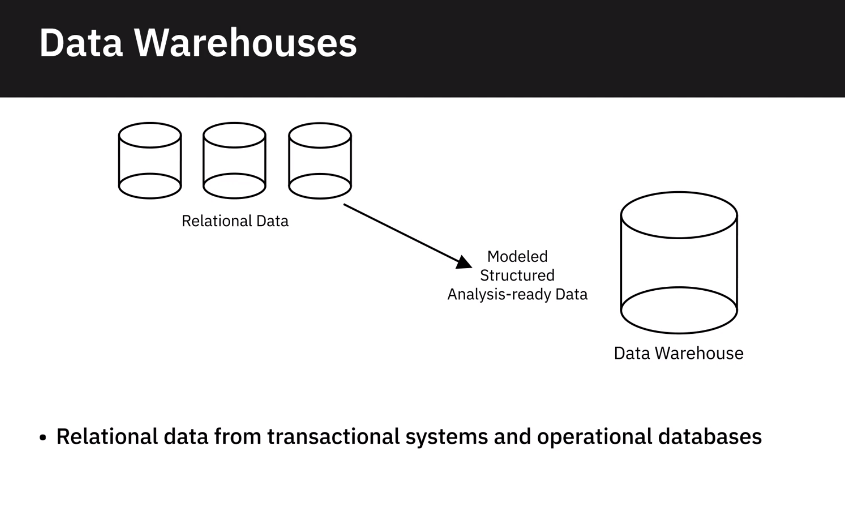 Data Warehouses
Relational Data
Modeled
Structured
Analysis-ready Data
Data Warehouse
• Relational data from transactional systems and operational databases